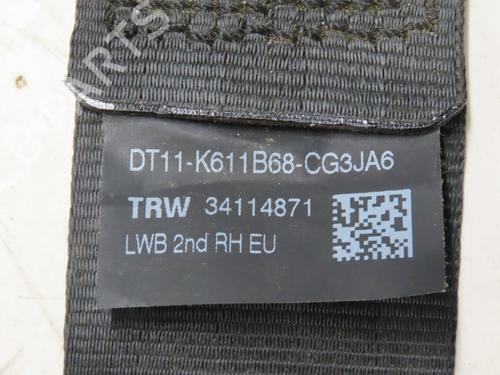 DT11-K611B68-CG3JA6
TRW 34114871
LWB 2nd RH EU